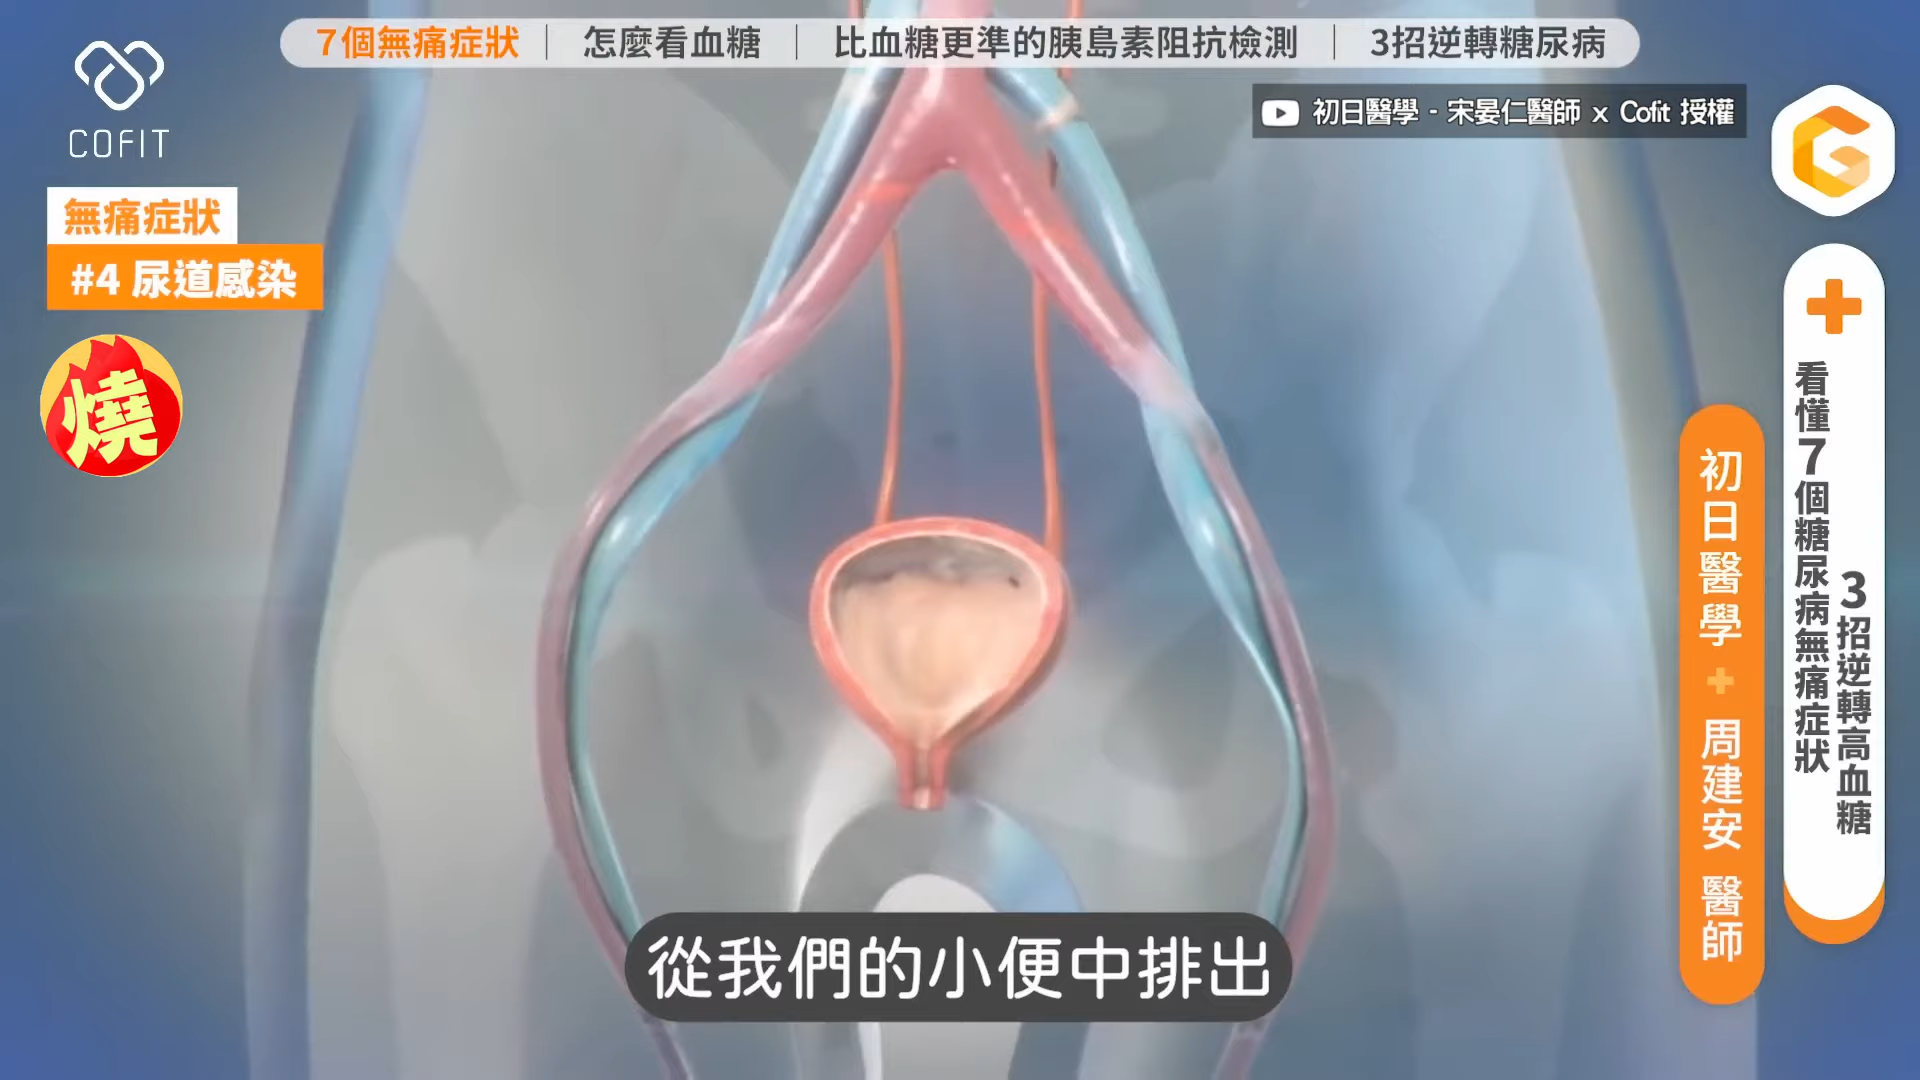 7個無痛症狀 | 怎麼看血糖 | 比血糖更準的胰島素阻抗檢測 | 3招逆轉糖尿病
COFIT
初日醫學 - 宋晏仁醫師 x Cofit 授權
無痛症狀
#4 尿道感染
燒
看懂7個糖尿病無痛症狀
3招逆轉高血糖
初日醫學 + 周建安 醫師
從我們的小便中排出